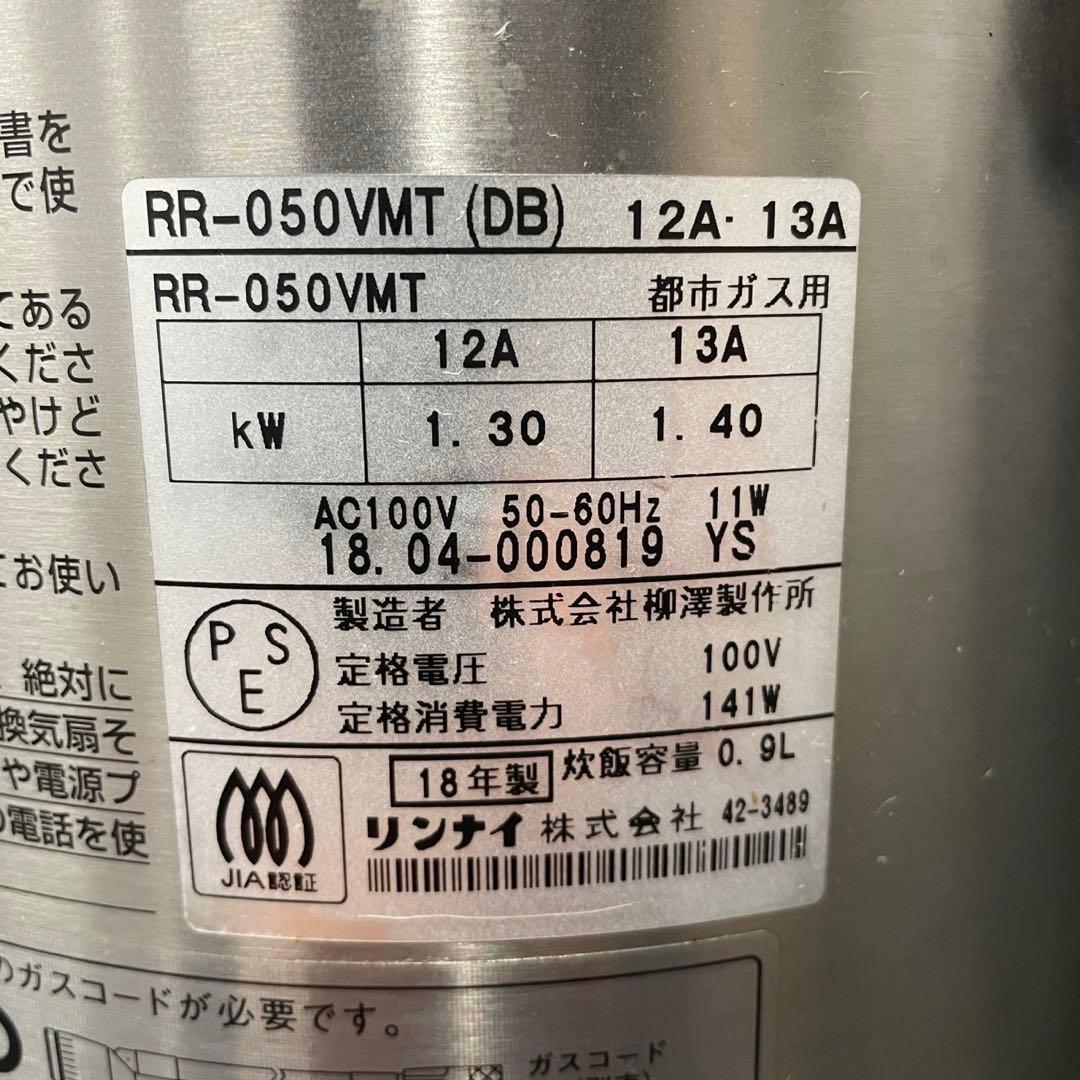 書を
で使
てある
くださ
やけど
くださ
てお使い
絶対に
換気扇そ
や電源プ
の電話を使
RR-050VMT (DB) 12A・13A
RR-050VMT 都市ガス用
12A 13A
kW 1.30 1.40
AC100V 50-60Hz 11W
18.04-000819 YS
PSE
製造者 株式会社柳澤製作所
定格電圧 100V
定格消費電力 141W
JIA認証
18年製 炊飯容量 0.9L
リンナイ株式会社 42-3489
のガスコードが必要です。
ガスコード